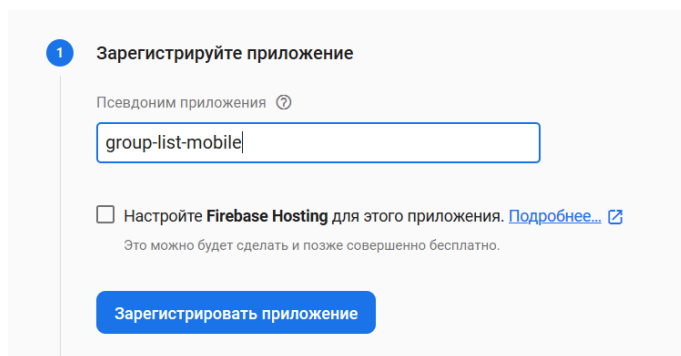 1
Зарегистрируйте приложение
Псевдоним приложения ?
group-list-mobile
Настройте Firebase Hosting для этого приложения. Подробнее...
Это можно будет сделать и позже совершенно бесплатно.
Зарегистрировать приложение